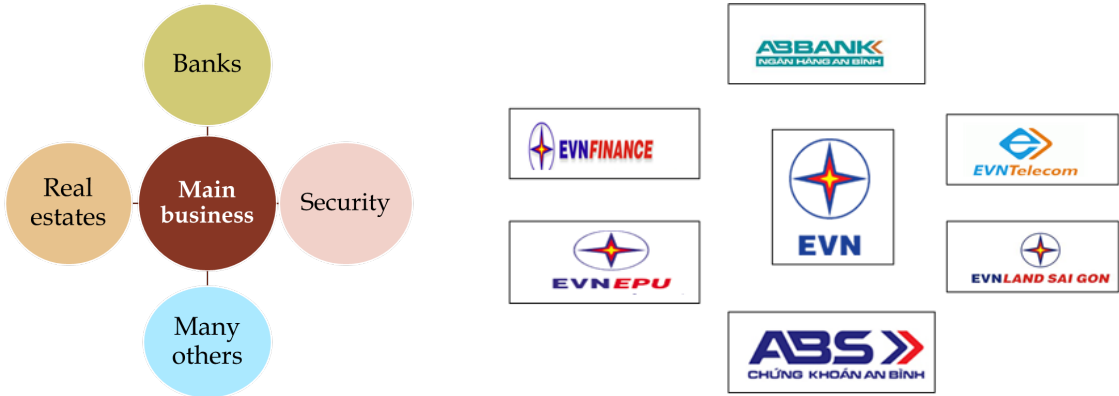 Banks
Real
estates
Main
business
Security
Many
others
ABBANK
NGÂN HÀNG AN BÌNH
EVNFINANCE
EVN
EVNTelecom
EVNEPU
EVNLAND SAI GON
ABS
CHỨNG KHOÁN AN BÌNH